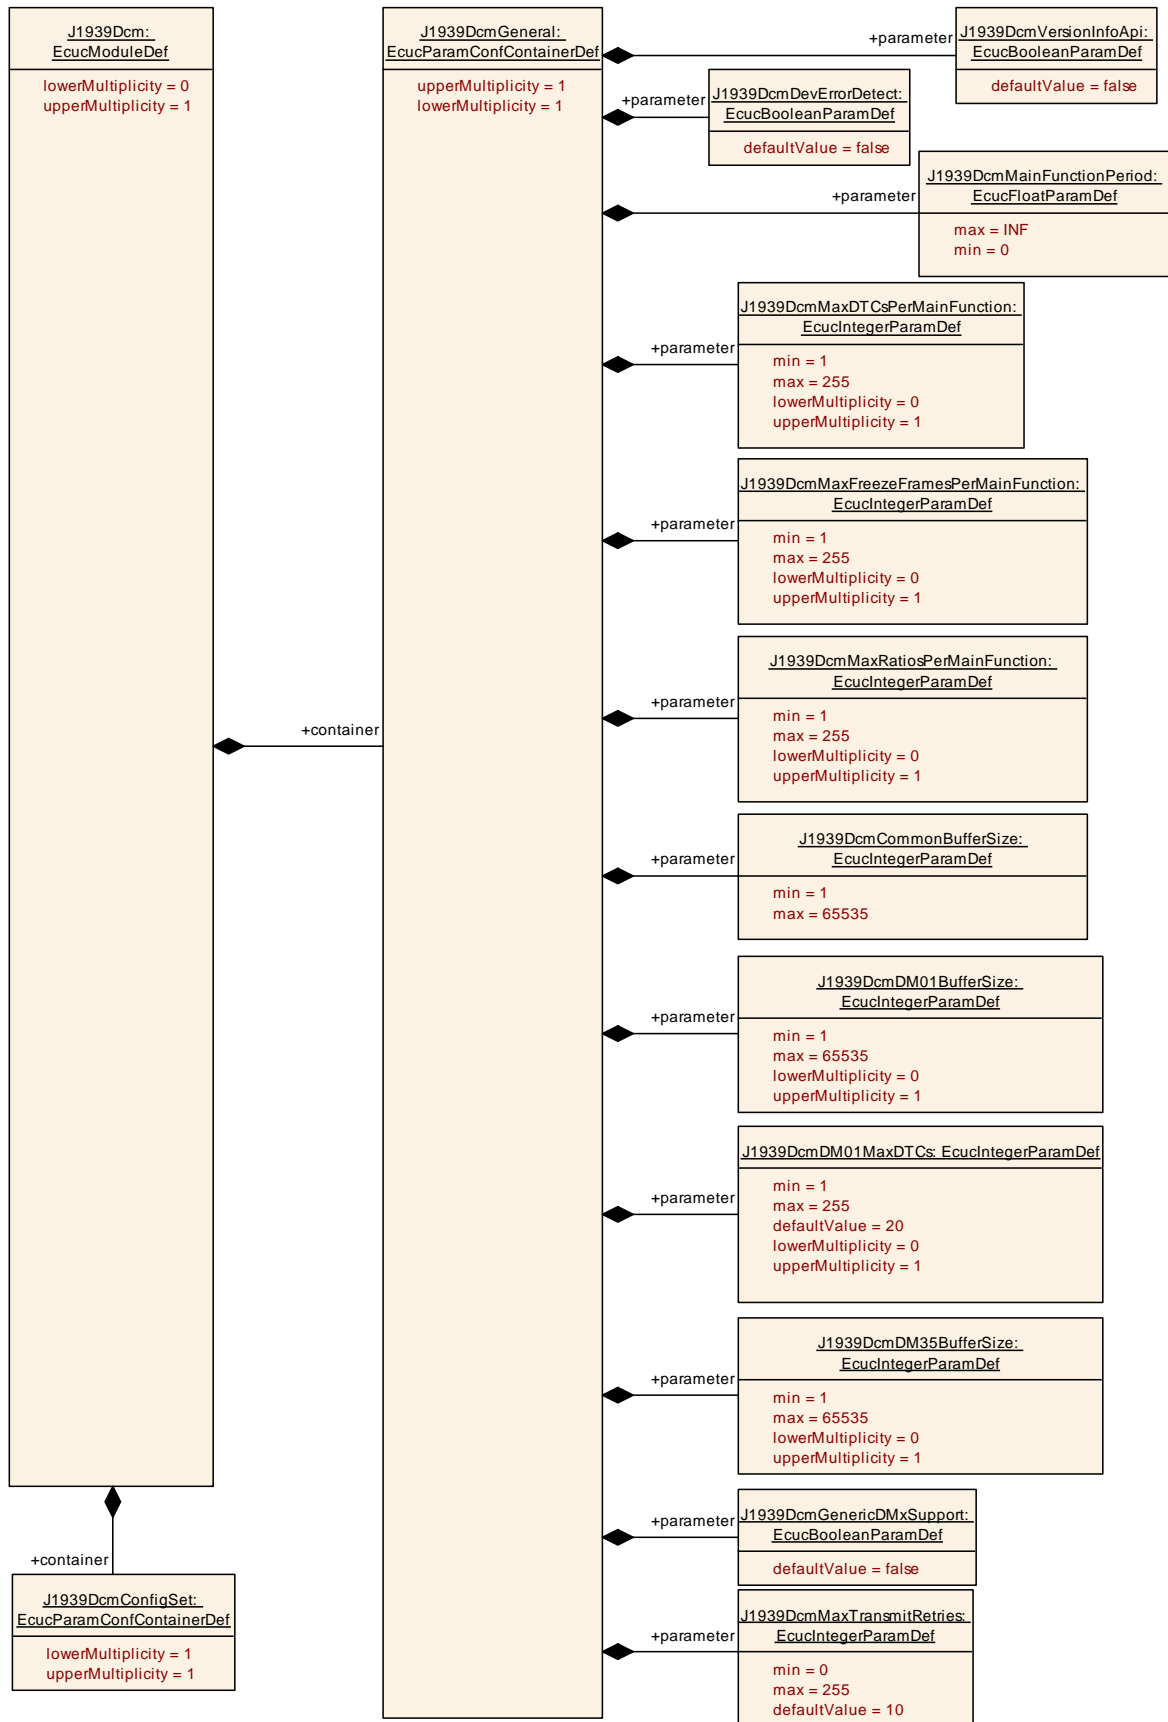 J1939Dcm:
EcucModuleDef
lowerMultiplicity = 0
upperMultiplicity = 1
J1939DcmGeneral:
EcucParamConfContainerDef
upperMultiplicity = 1
lowerMultiplicity = 1
+parameter
J1939DcmVersionInfoApi:
EcucBooleanParamDef
defaultValue = false
+parameter
J1939DcmDevErrorDetect:
EcucBooleanParamDef
defaultValue = false
+parameter
J1939DcmMainFunctionPeriod:
EcucFloatParamDef
max = INF
min = 0
+parameter
J1939DcmMaxDTCsPerMainFunction:
EcucIntegerParamDef
min = 1
max = 255
lowerMultiplicity = 0
upperMultiplicity = 1
+parameter
J1939DcmMaxFreezeFramesPerMainFunction:
EcucIntegerParamDef
min = 1
max = 255
lowerMultiplicity = 0
upperMultiplicity = 1
+parameter
J1939DcmMaxRatiosPerMainFunction:
EcucIntegerParamDef
min = 1
max = 255
lowerMultiplicity = 0
upperMultiplicity = 1
+container
+parameter
J1939DcmCommonBufferSize:
EcucIntegerParamDef
min = 1
max = 65535
+parameter
J1939DcmDM01BufferSize:
EcucIntegerParamDef
min = 1
max = 65535
lowerMultiplicity = 0
upperMultiplicity = 1
+parameter
J1939DcmDM01MaxDTCs: EcucIntegerParamDef
min = 1
max = 255
defaultValue = 20
lowerMultiplicity = 0
upperMultiplicity = 1
+parameter
J1939DcmDM35BufferSize:
EcucIntegerParamDef
min = 1
max = 65535
lowerMultiplicity = 0
upperMultiplicity = 1
+parameter
J1939DcmGenericDMxSupport:
EcucBooleanParamDef
defaultValue = false
+container
J1939DcmConfigSet:
EcucParamConfContainerDef
lowerMultiplicity = 1
upperMultiplicity = 1
+parameter
J1939DcmMaxTransmitRetries:
EcucIntegerParamDef
min = 0
max = 255
defaultValue = 10